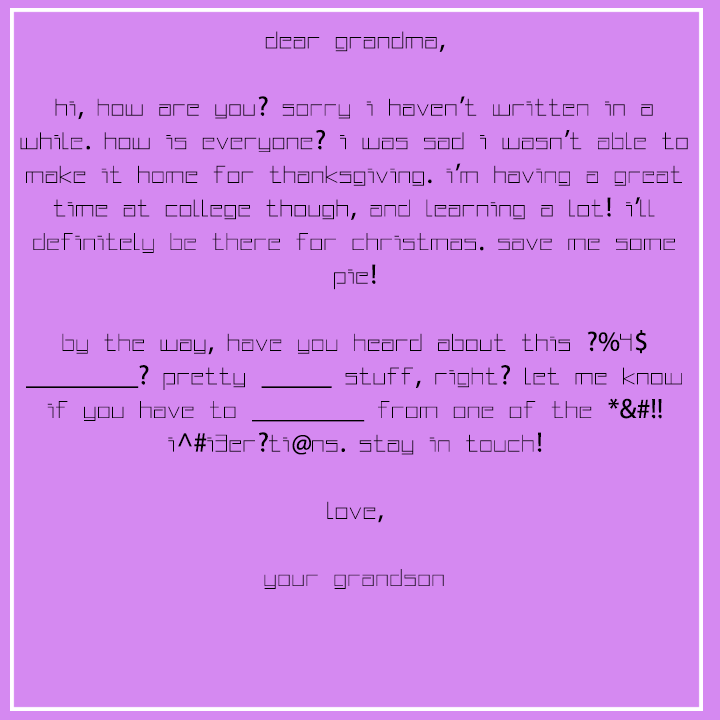 dear grandma,
hi, how are you? sorry i haven't written in a
while. how is everyone? i was sad i wasn't able to
make it home for thanksgiving. i'm having a great
time at college though, and learning a lot! i'll
definitely be there for christmas. save me some
pie!
by the way, have you heard about this ?%4$
________? pretty _____ stuff, right? let me know
if you have to ________ from one of the *&#!!
i^#i3er?ti@ns. stay in touch!
love,
your grandson